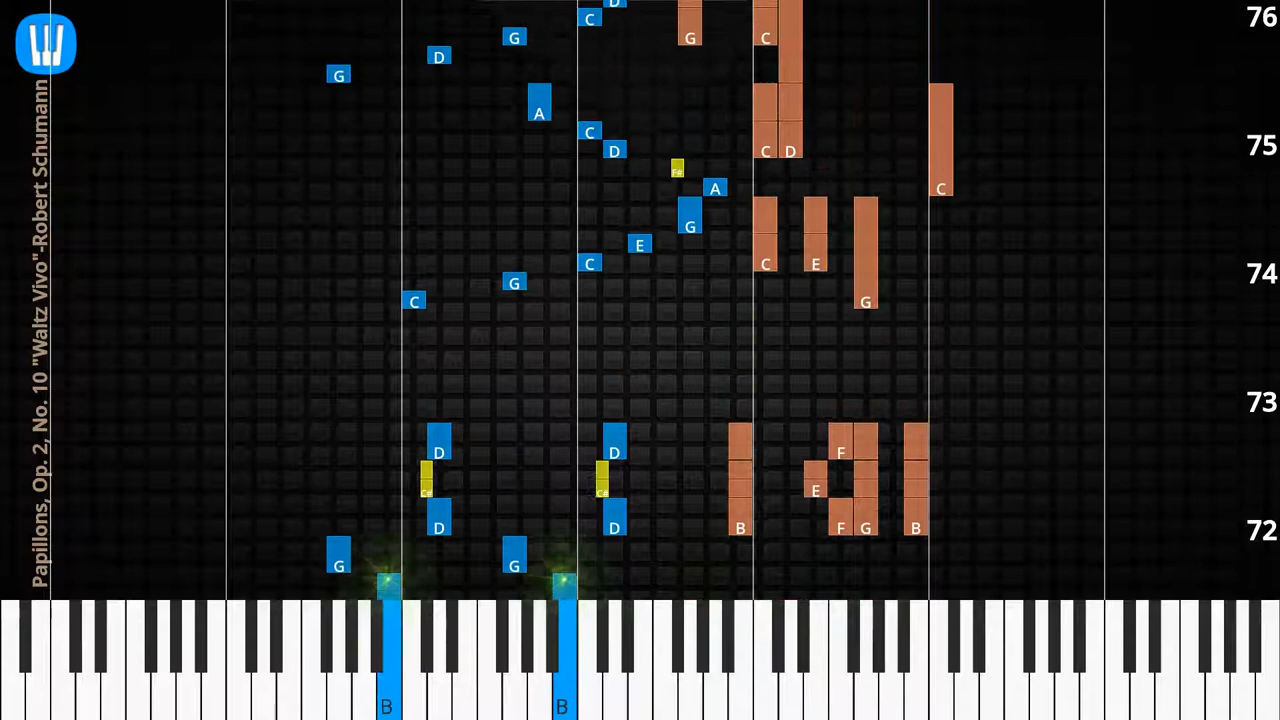 Papillons, Op. 2, No. 10 "Waltz Vivo"-Robert Schumann
D
C
76
G
G
C
D
G
A
C
D
C
D
75
F#
A
C
G
E
C
C
E
74
G
C
G
73
D
D
F
C#
C#
E
D
D
B
F
G
B
72
G
G
B
B